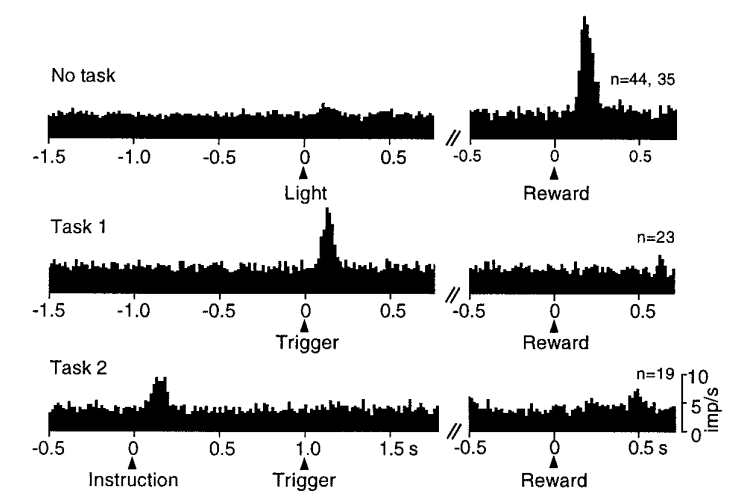 No task
n=44, 35
-1.5 -1.0 -0.5 0 0.5 // -0.5 0 0.5
Light Reward
Task 1
n=23
-1.5 -1.0 -0.5 0 0.5 // -0.5 0 0.5
Trigger Reward
Task 2
n=19
10
5
0
imp/s
-0.5 0 0.5 1.0 1.5 s // -0.5 0 0.5 s
Instruction Trigger Reward